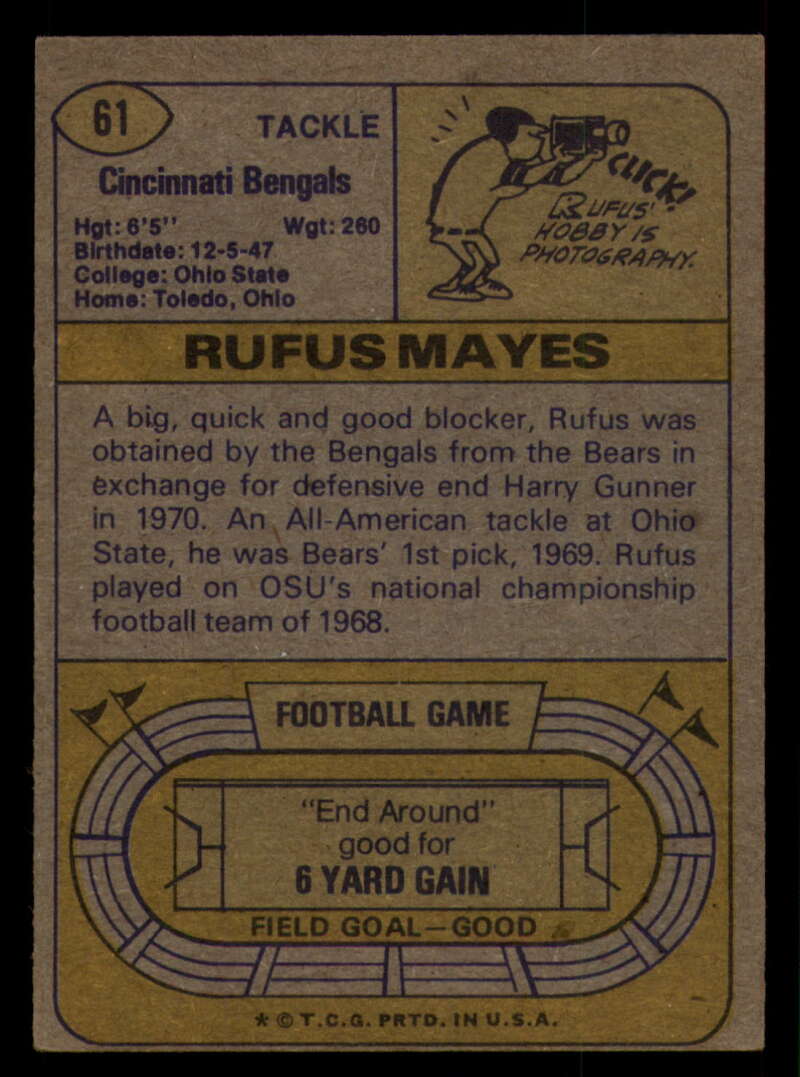 61
TACKLE
Cincinnati Bengals
Hgt: 6'5'' Wgt: 260
Birthdate: 12-5-47
College: Ohio State
Home: Toledo, Ohio
CLICK!
RUFUS'
HOBBY IS
PHOTOGRAPHY.
RUFUS MAYES
A big, quick and good blocker, Rufus was
obtained by the Bengals from the Bears in
exchange for defensive end Harry Gunner
in 1970. An All-American tackle at Ohio
State, he was Bears' 1st pick, 1969. Rufus
played on OSU's national championship
football team of 1968.
FOOTBALL GAME
"End Around"
good for
6 YARD GAIN
FIELD GOAL—GOOD
* © T.C.G. PRTD. IN U.S.A.